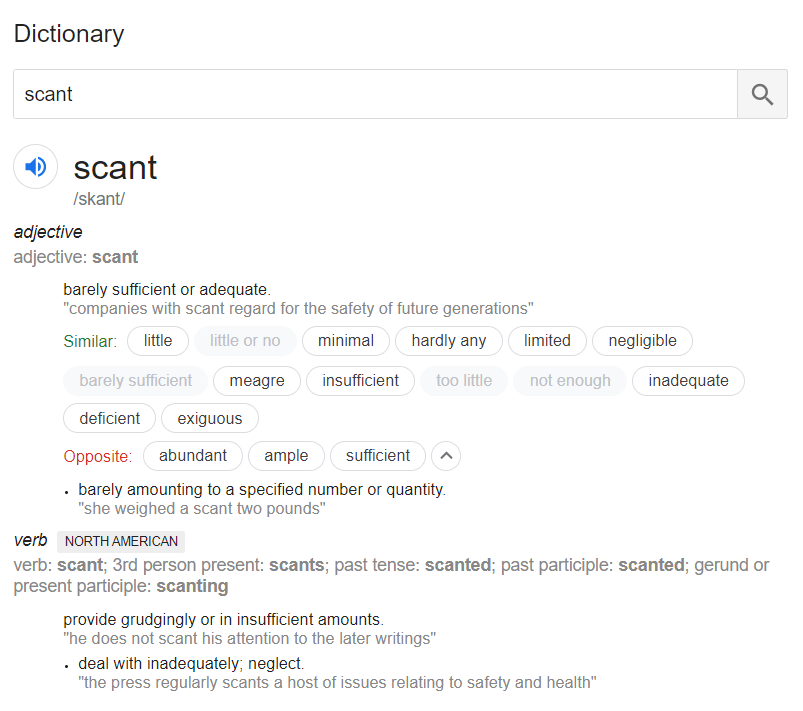 Dictionary
scant
scant
/skant/
adjective
adjective: scant
barely sufficient or adequate.
"companies with scant regard for the safety of future generations"
Similar: little little or no minimal hardly any limited negligible
barely sufficient meagre insufficient too little not enough inadequate
deficient exiguous
Opposite: abundant ample sufficient
• barely amounting to a specified number or quantity.
"she weighed a scant two pounds"
verb NORTH AMERICAN
verb: scant; 3rd person present: scants; past tense: scanted; past participle: scanted; gerund or
present participle: scanting
provide grudgingly or in insufficient amounts.
"he does not scant his attention to the later writings"
• deal with inadequately; neglect.
"the press regularly scants a host of issues relating to safety and health"